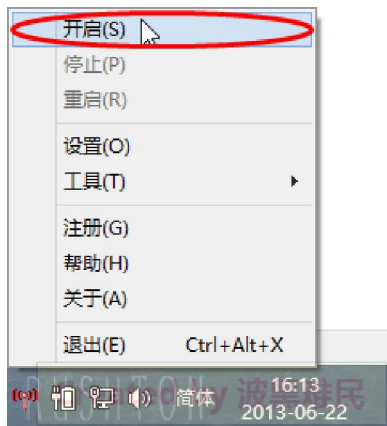 开启(S)
停止(P)
重启(R)
设置(O)
工具(T)
注册(G)
帮助(H)
关于(A)
退出(E) Ctrl+Alt+X
简体 16:13
2013-06-22